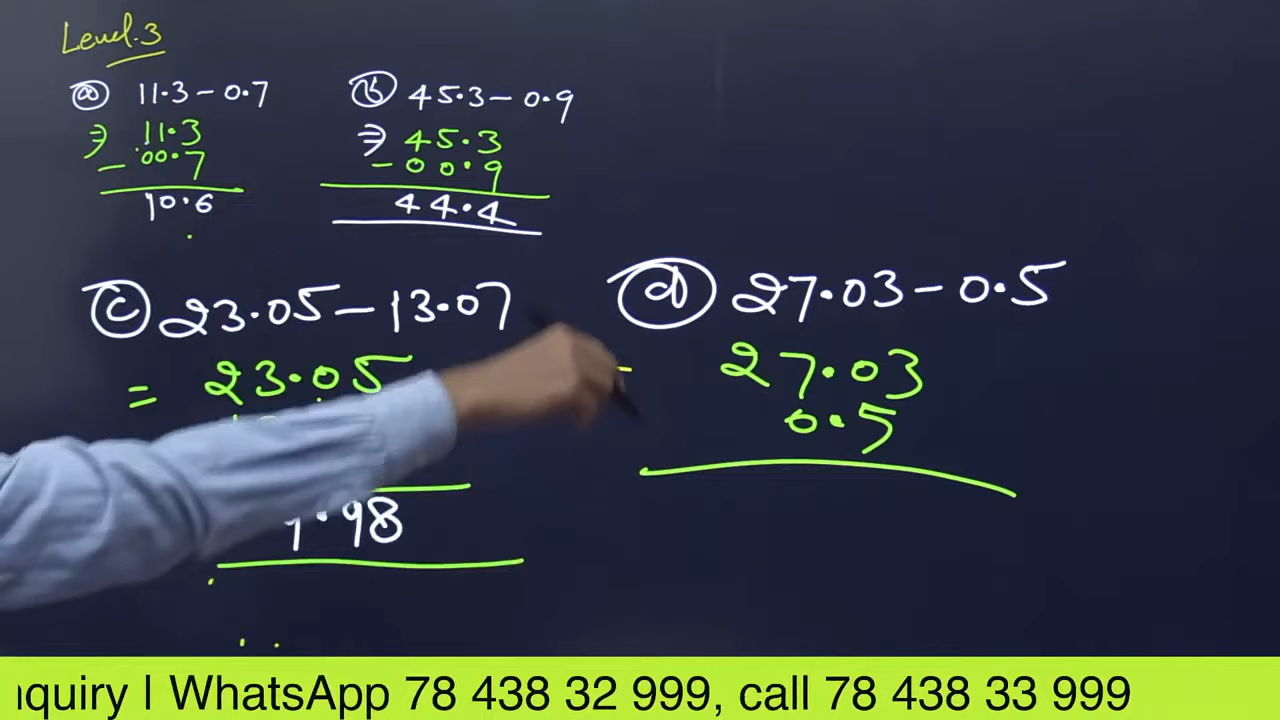 Level.3
ⓐ 11.3 - 0.7
⇒ 11.3
- 00.7
10.6
ⓑ 45.3 - 0.9
⇒ 45.3
- 00.9
44.4
ⓒ 23.05 - 13.07
= 23.05
9.98
ⓓ 27.03 - 0.5
- 27.03
0.5
nquiry | WhatsApp 78 438 32 999, call 78 438 33 999